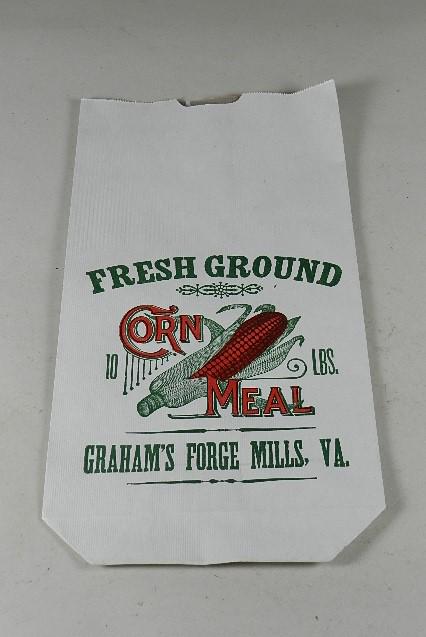 FRESH GROUND
CORN
10 LBS.
MEAL
GRAHAM'S FORGE MILLS, VA.